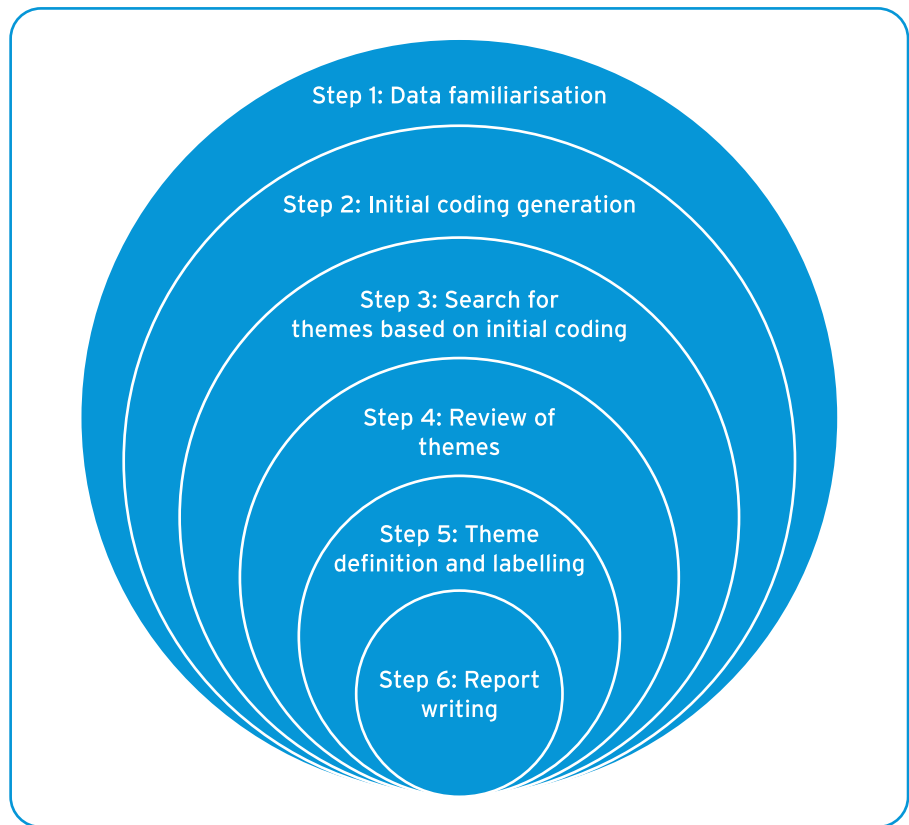 Step 1: Data familiarisation
Step 2: Initial coding generation
Step 3: Search for
themes based on initial coding
Step 4: Review of
themes
Step 5: Theme
definition and labelling
Step 6: Report
writing